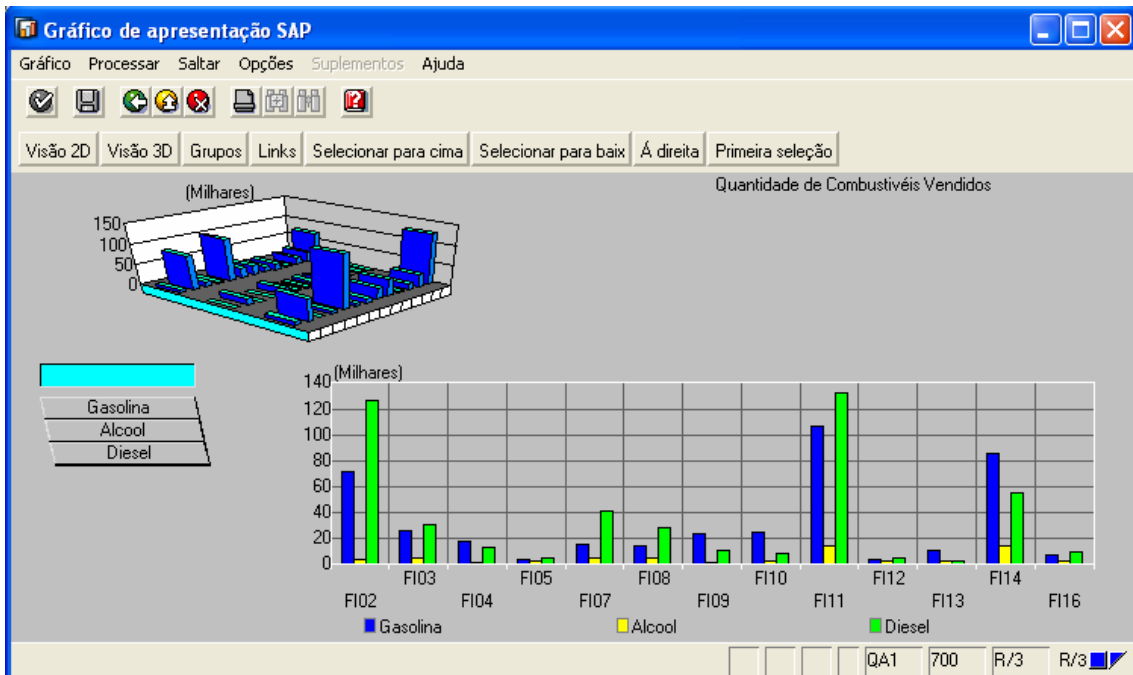 Gráfico de apresentação SAP
Gráfico Processar Saltar Opções Suplementos Ajuda
Visão 2D Visão 3D Grupos Links Selecionar para cima Selecionar para baix Á direita Primeira seleção
Quantidade de Combustivéis Vendidos
(Milhares)
150
100
50
0
Gasolina
Alcool
Diesel
(Milhares)
140
120
100
80
60
40
20
0
FI03 FI05 FI08 FI10 FI12 FI14
FI02 FI04 FI07 FI09 FI11 FI13 FI16
Gasolina Alcool Diesel
QA1 700 R/3 R/3